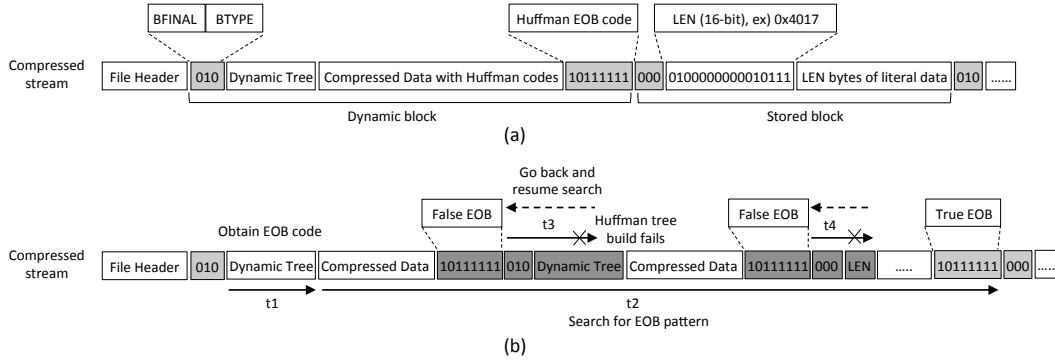 BFINAL BTYPE Huffman EOB code LEN (16-bit), ex) 0x4017
Compressed
stream
File Header 010 Dynamic Tree Compressed Data with Huffman codes 10111111 000 0100000000010111 LEN bytes of literal data 010 ......
Dynamic block Stored block
(a)
Go back and
resume search
False EOB False EOB True EOB
t3 t4
Obtain EOB code
Huffman tree
build fails
Compressed
stream
File Header 010 Dynamic Tree Compressed Data 10111111 010 Dynamic Tree Compressed Data 10111111 000 LEN ..... 10111111 000 ......
t1 t2
Search for EOB pattern
(b)